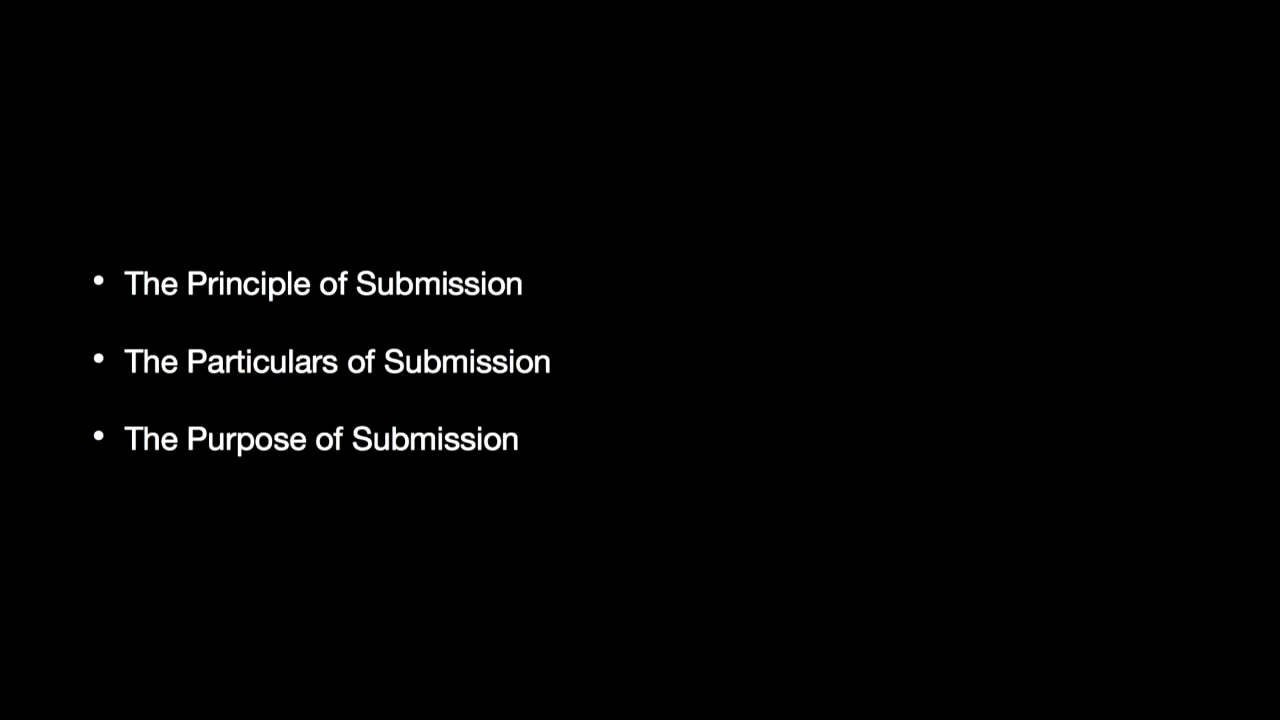 • The Principle of Submission
• The Particulars of Submission
• The Purpose of Submission